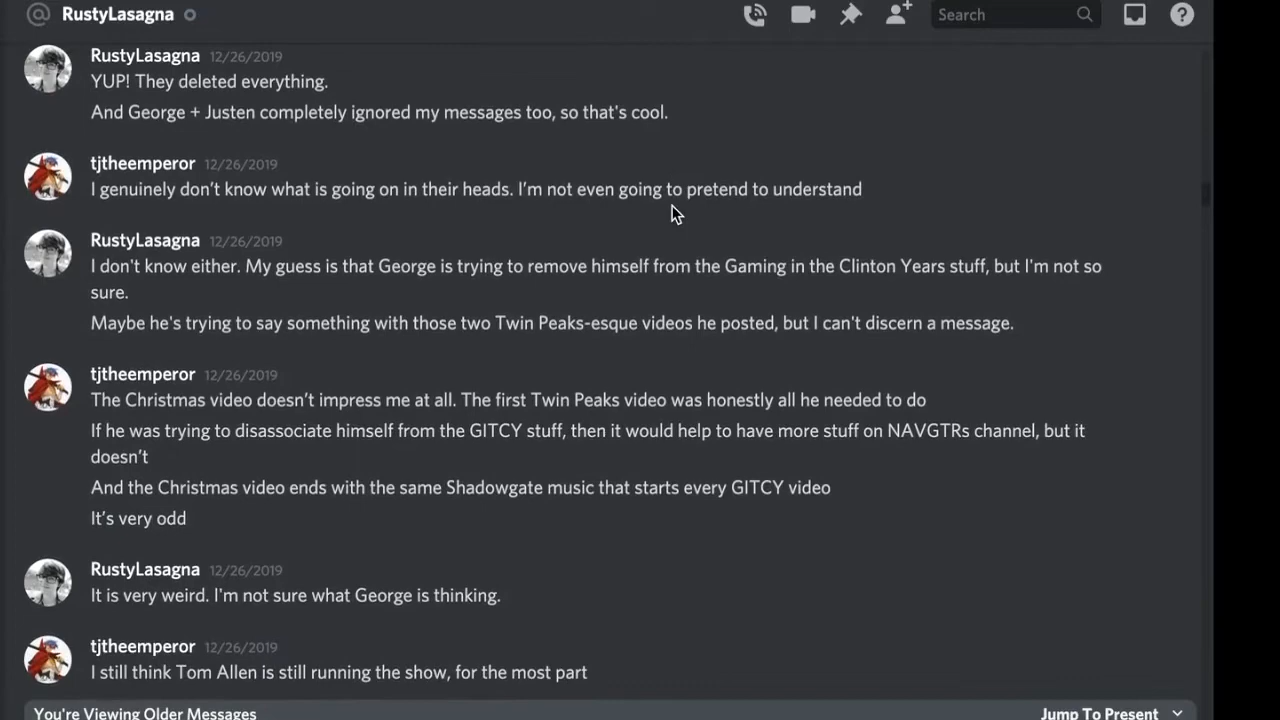 RustyLasagna
Search
RustyLasagna 12/26/2019
YUP! They deleted everything.
And George + Justen completely ignored my messages too, so that's cool.
tjtheemperor 12/26/2019
I genuinely don’t know what is going on in their heads. I’m not even going to pretend to understand
RustyLasagna 12/26/2019
I don't know either. My guess is that George is trying to remove himself from the Gaming in the Clinton Years stuff, but I'm not so
sure.
Maybe he's trying to say something with those two Twin Peaks-esque videos he posted, but I can't discern a message.
tjtheemperor 12/26/2019
The Christmas video doesn’t impress me at all. The first Twin Peaks video was honestly all he needed to do
If he was trying to disassociate himself from the GITCY stuff, then it would help to have more stuff on NAVGTRs channel, but it
doesn’t
And the Christmas video ends with the same Shadowgate music that starts every GITCY video
It’s very odd
RustyLasagna 12/26/2019
It is very weird. I'm not sure what George is thinking.
tjtheemperor 12/26/2019
I still think Tom Allen is still running the show, for the most part
You're Viewing Older Messages Jump To Present